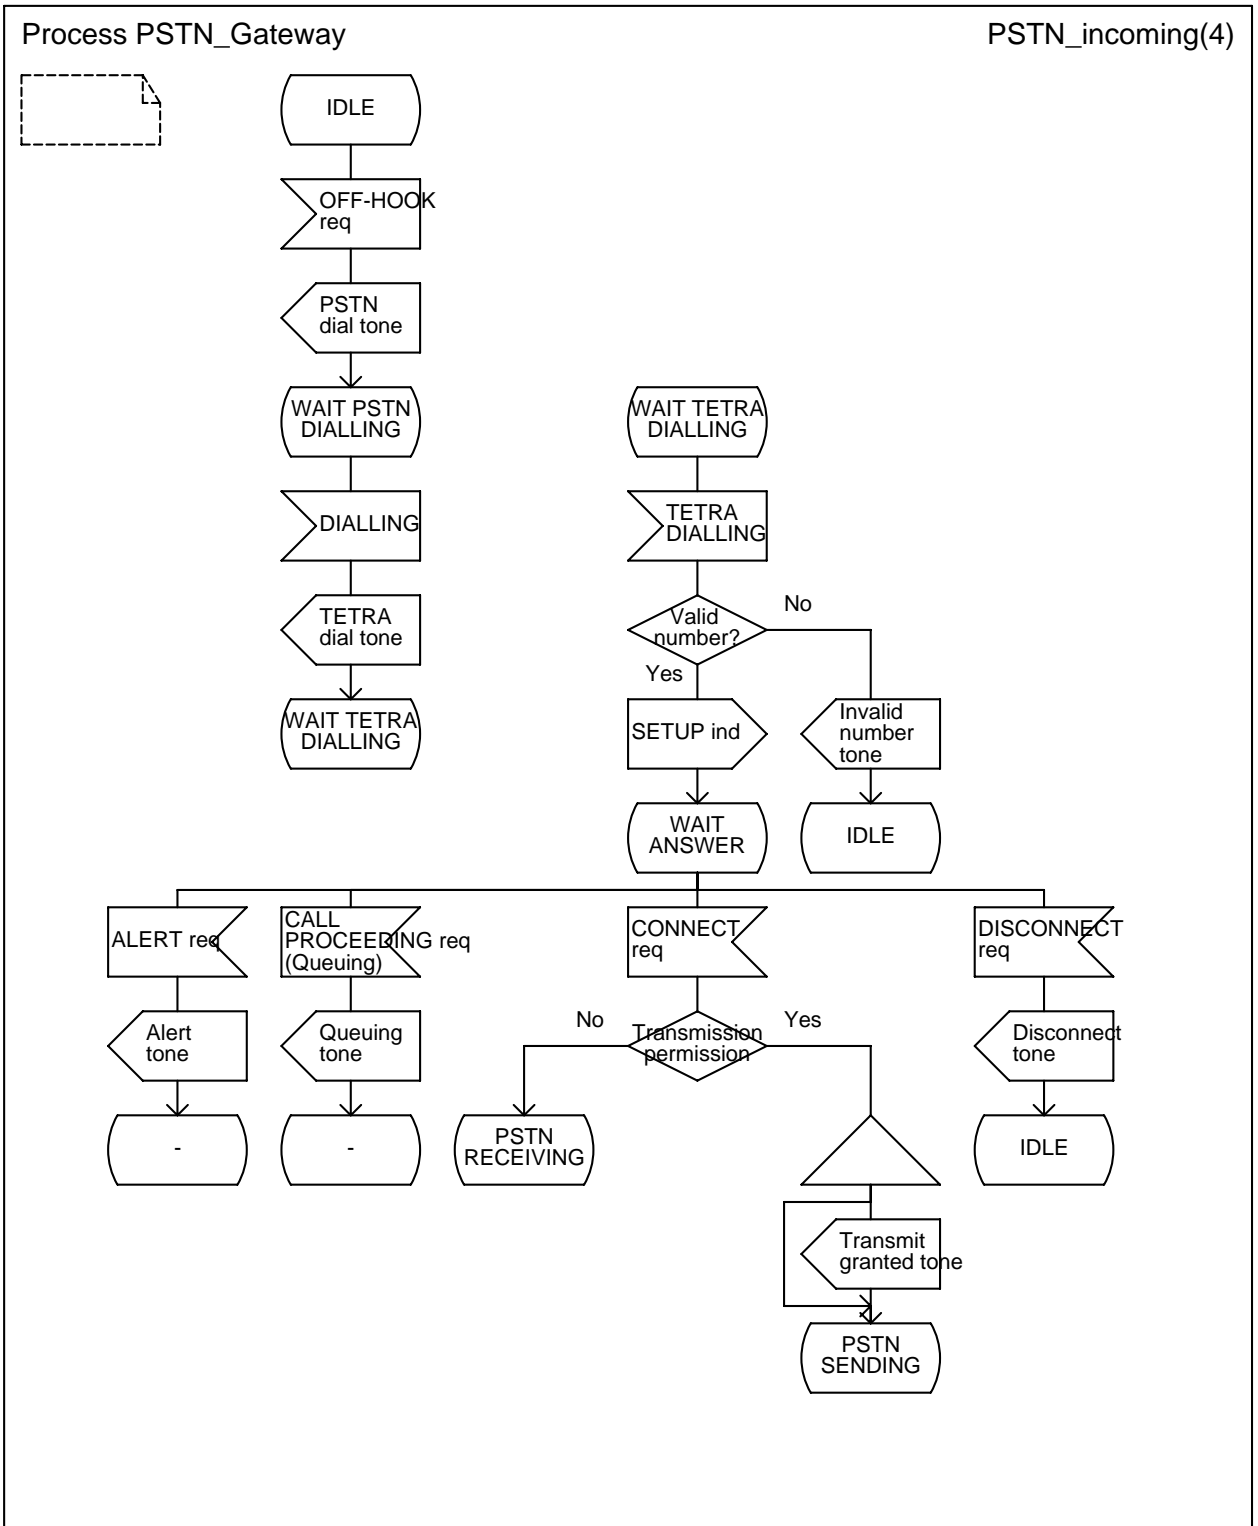 Process PSTN_Gateway
PSTN_incoming(4)
IDLE
OFF-HOOK
req
PSTN
dial tone
WAIT PSTN
DIALLING
DIALLING
TETRA
dial tone
WAIT TETRA
DIALLING
WAIT TETRA
DIALLING
TETRA
DIALLING
Valid
number?
No
Yes
SETUP ind
Invalid
number
tone
WAIT
ANSWER
IDLE
ALERT req
CALL
PROCEEDING req
(Queuing)
CONNECT
req
DISCONNECT
req
Alert
tone
Queuing
tone
No
Transmission
permission
Yes
Disconnect
tone
-
-
PSTN
RECEIVING
IDLE
Transmit
granted tone
PSTN
SENDING